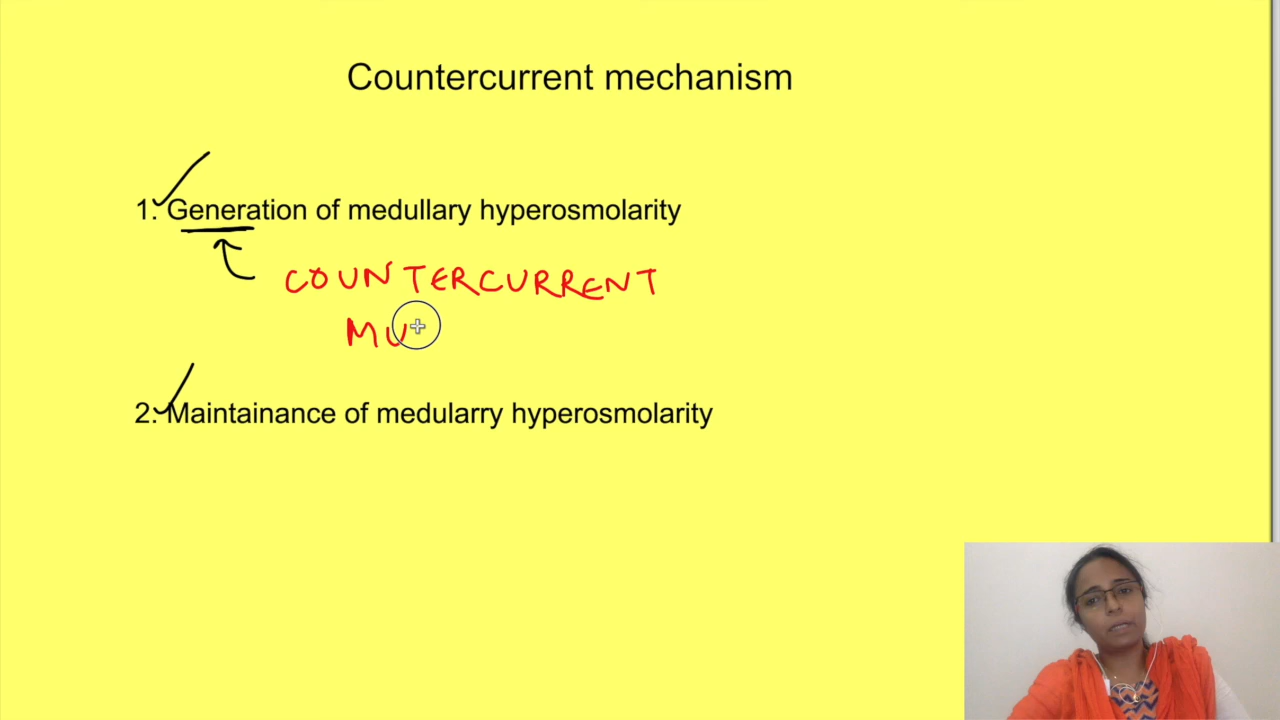 Countercurrent mechanism
1. Generation of medullary hyperosmolarity
COUNTERCURRENT
MU
2. Maintainance of medularry hyperosmolarity